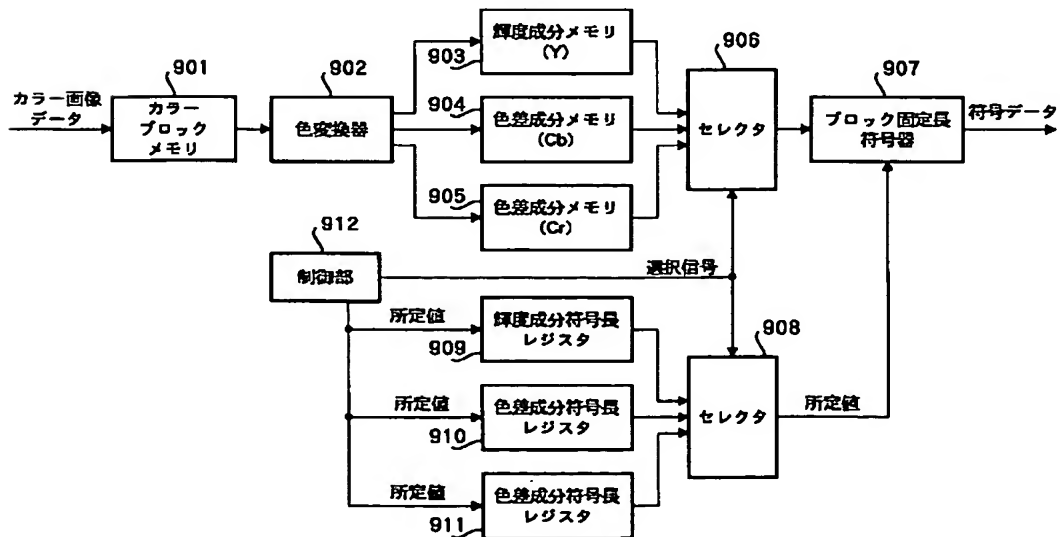 カラー画像
データ
901
カラー
ブロック
メモリ
902
色変換器
903
輝度成分メモリ
(Y)
904
色差成分メモリ
(Cb)
905
色差成分メモリ
(Cr)
906
セレクタ
907
ブロック固定長
符号器
符号データ
912
制御部
選択信号
所定値
輝度成分符号長
レジスタ
909
所定値
色差成分符号長
レジスタ
910
所定値
色差成分符号長
レジスタ
911
908
セレクタ
所定値